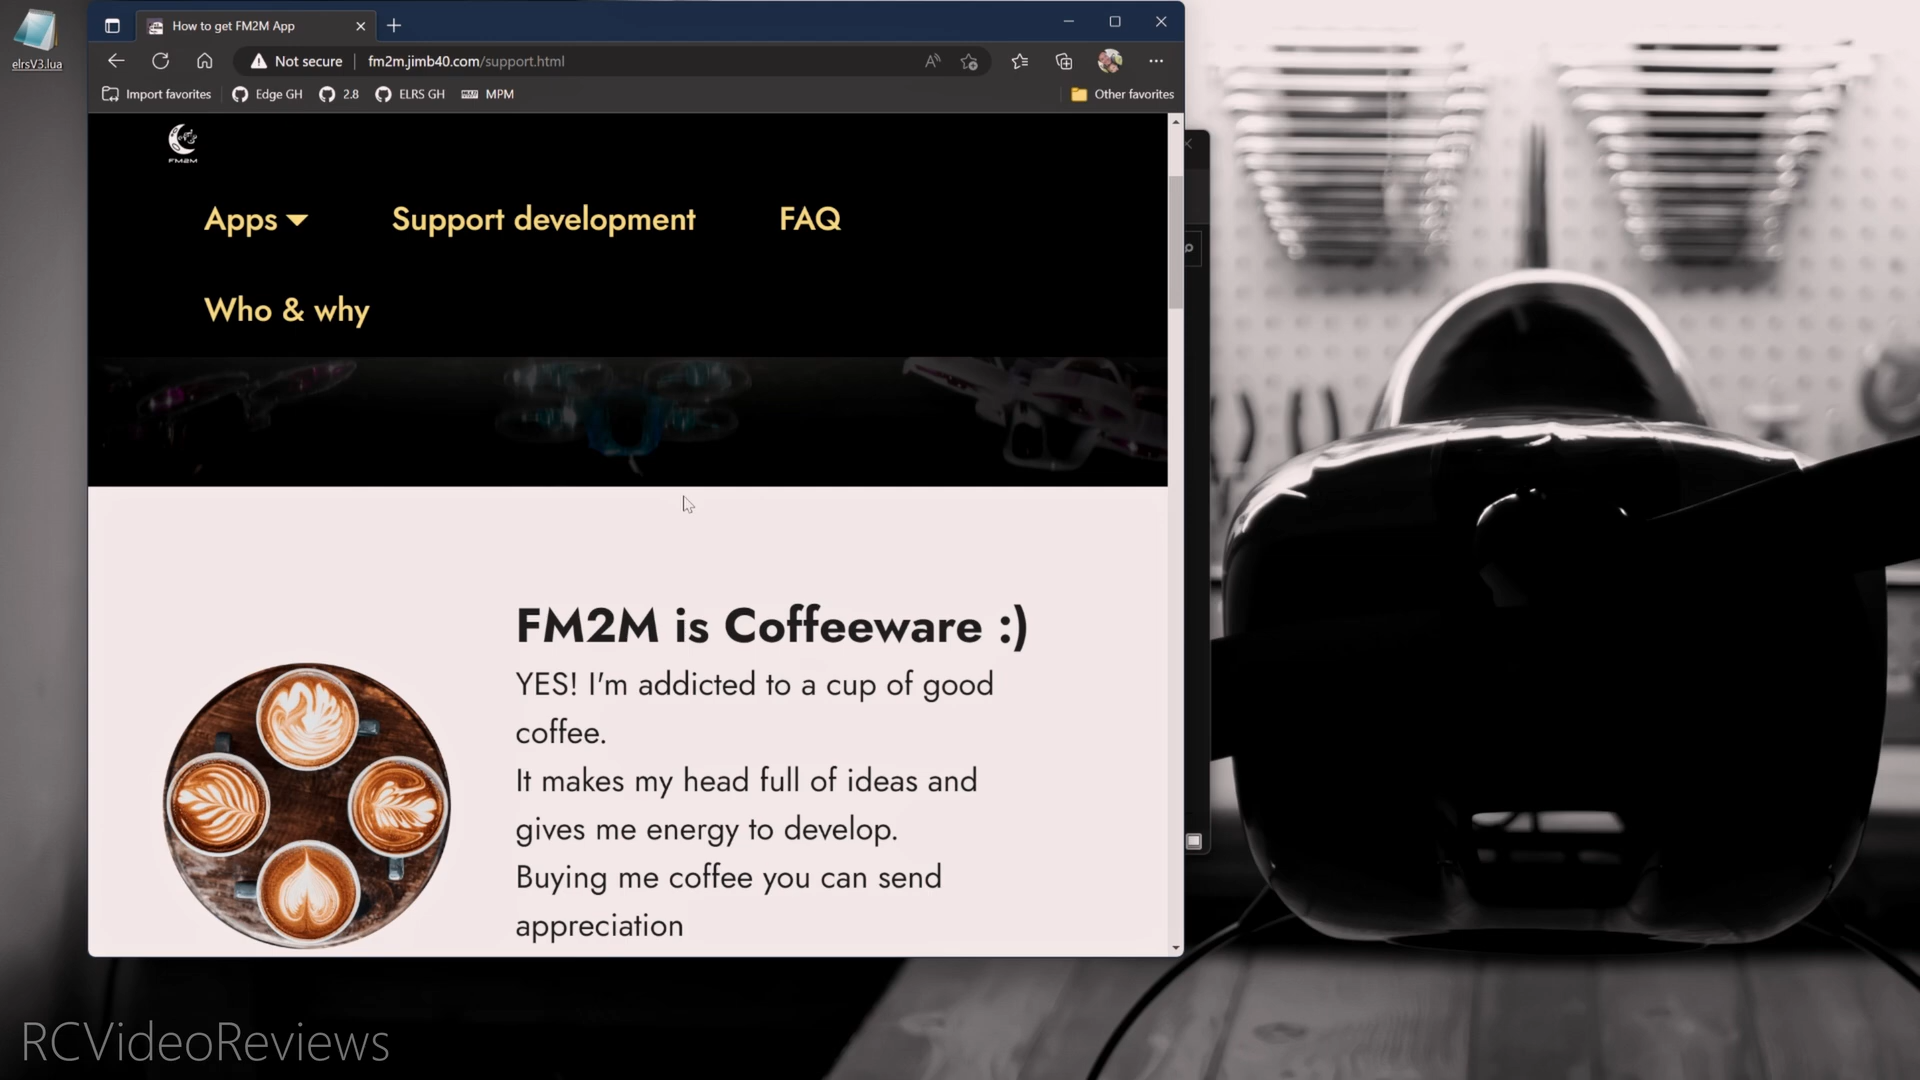 elrsV3.lua
How to get FM2M App
Not secure
fm2m.jimb40.com/support.html
Import favorites
Edge GH
2.8
ELRS GH
MPM
Other favorites
FM2M
Apps
Support development
FAQ
Who & why
FM2M is Coffeeware :)
YES! I'm addicted to a cup of good
coffee.
It makes my head full of ideas and
gives me energy to develop.
Buying me coffee you can send
appreciation
RCVideoReviews